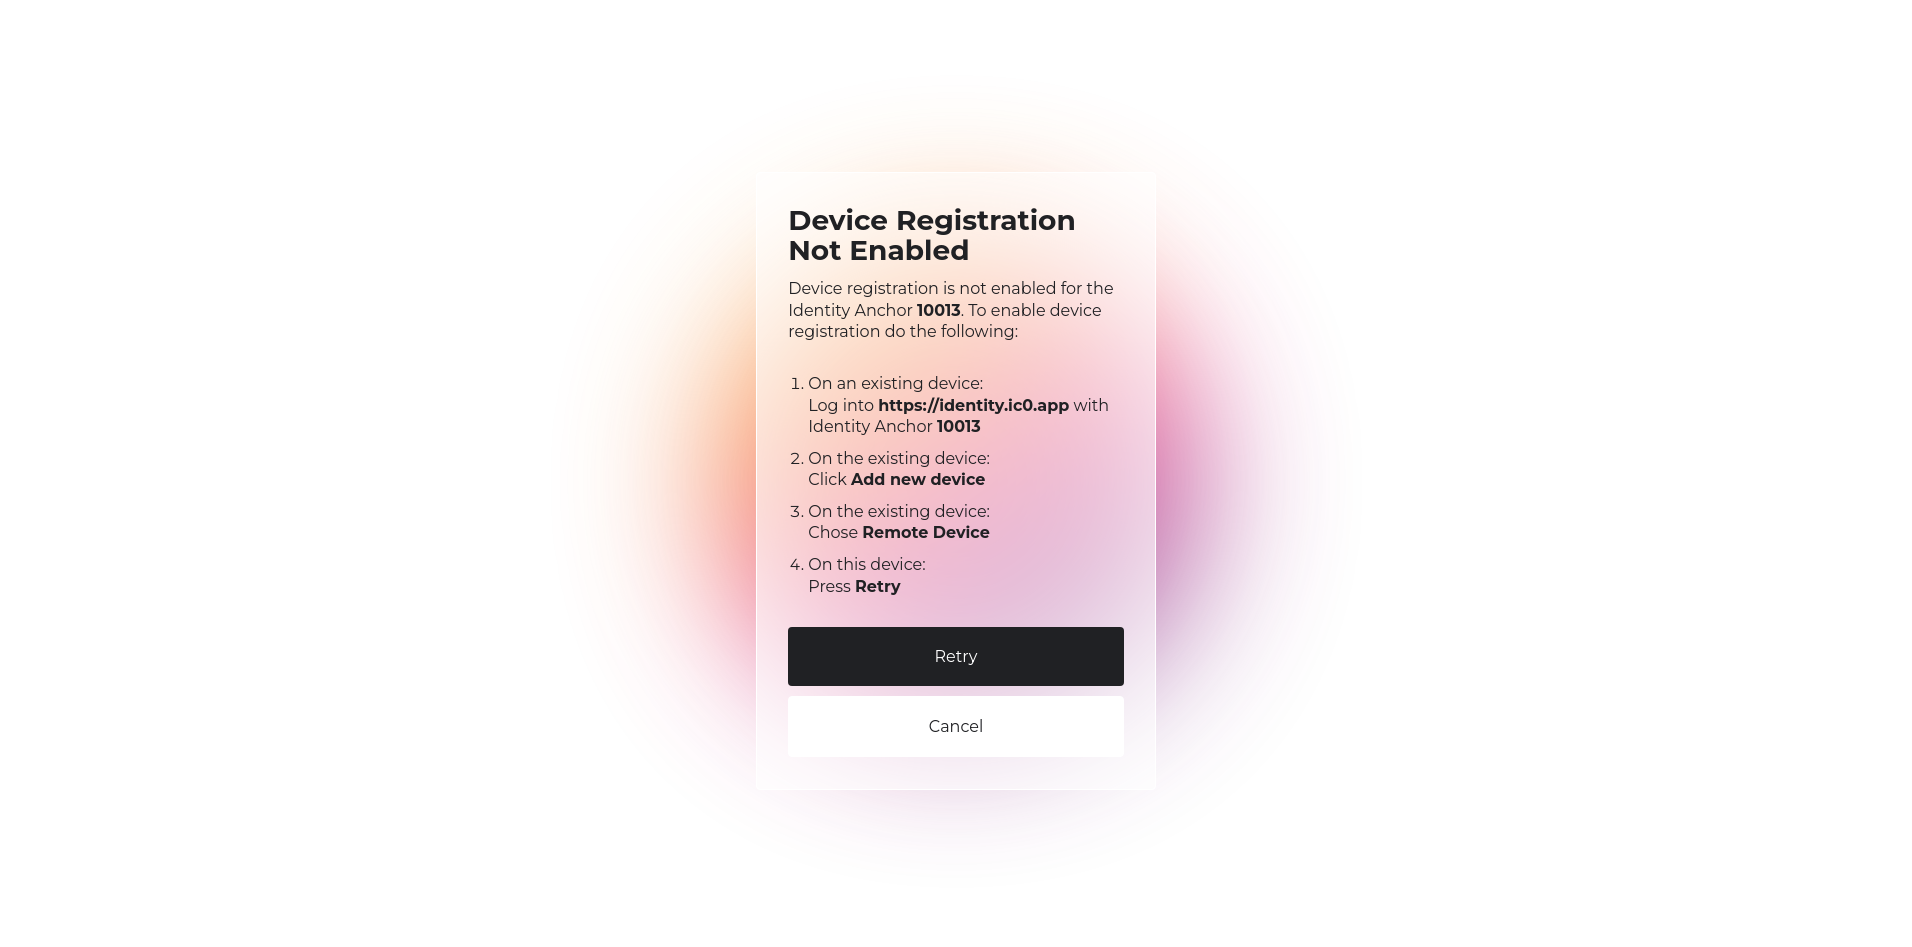 Device Registration
Not Enabled
Device registration is not enabled for the
Identity Anchor 10013. To enable device
registration do the following:
1. On an existing device:
Log into https://identity.ic0.app with
Identity Anchor 10013
2. On the existing device:
Click Add new device
3. On the existing device:
Chose Remote Device
4. On this device:
Press Retry
Retry
Cancel